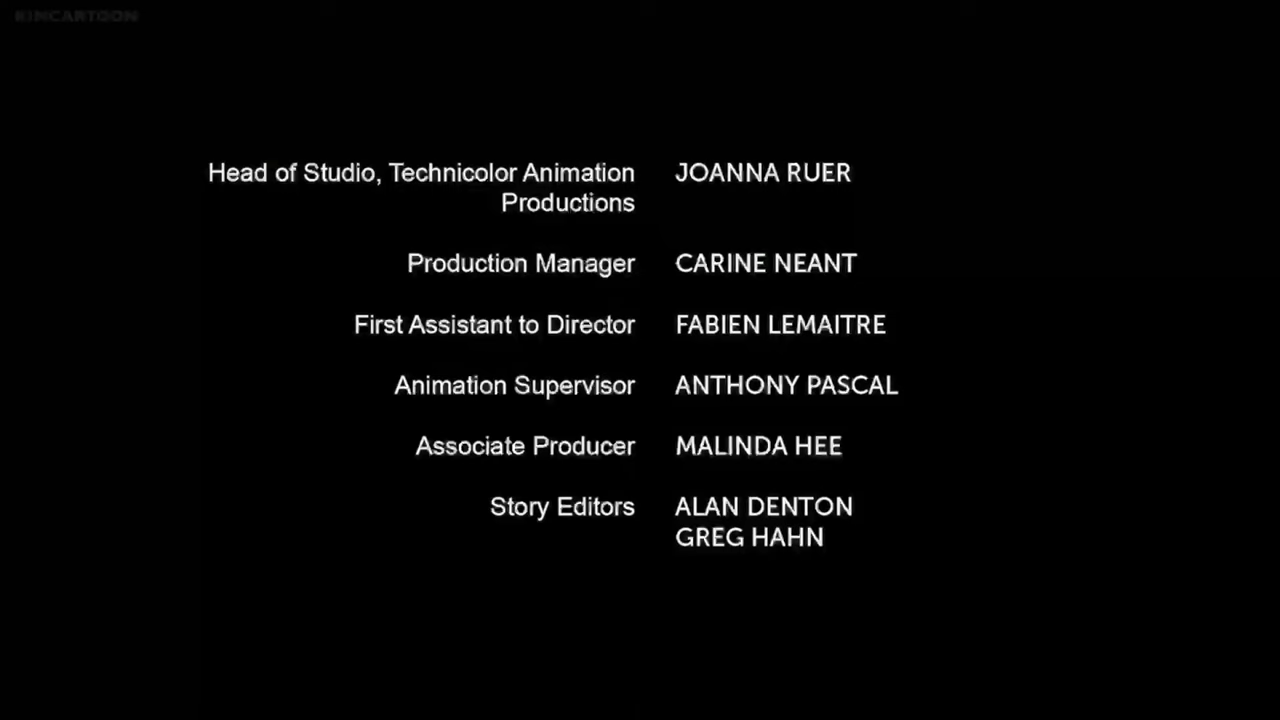 KIMCARTOON
Head of Studio, Technicolor Animation Productions JOANNA RUER
Production Manager CARINE NEANT
First Assistant to Director FABIEN LEMAITRE
Animation Supervisor ANTHONY PASCAL
Associate Producer MALINDA HEE
Story Editors ALAN DENTON
GREG HAHN